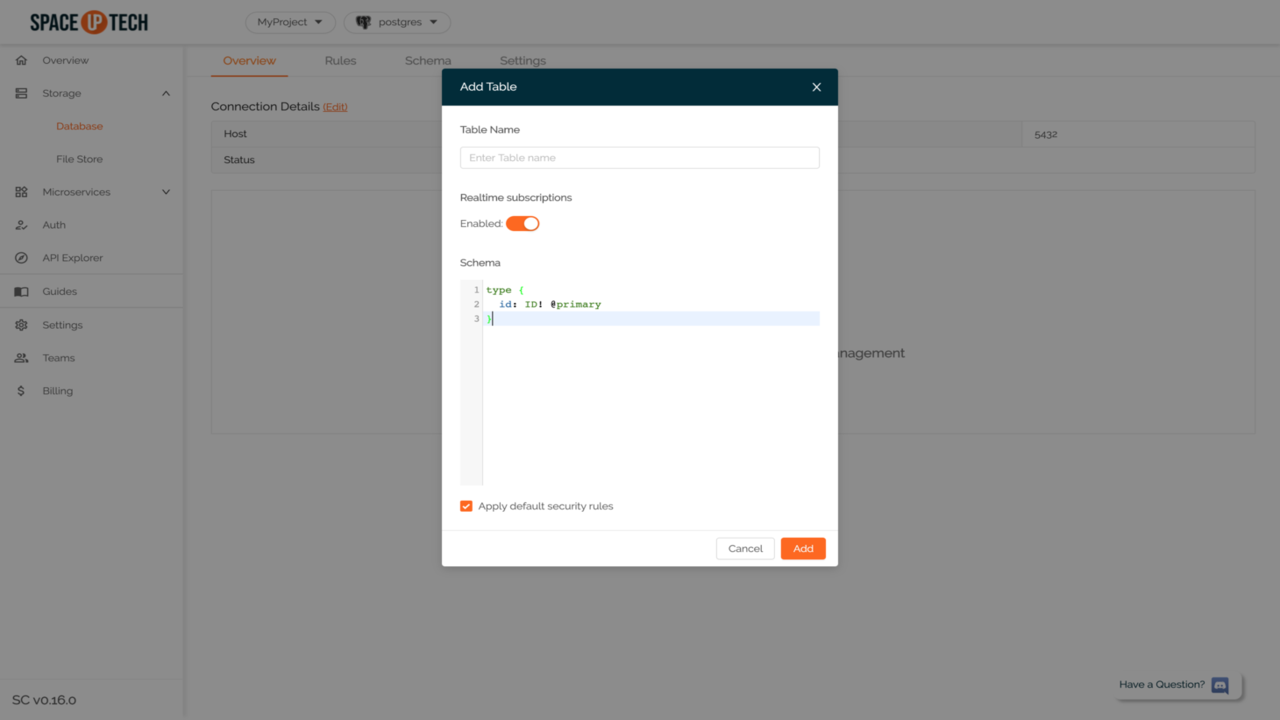 SPACE UP TECH
MyProject
postgres
Overview
Storage
Database
File Store
Microservices
Auth
API Explorer
Guides
Settings
Teams
Billing
SC v0.16.0
Overview Rules Schema Settings
Connection Details (Edit)
Host
5432
Status
nagement
Add Table
Table Name
Enter Table name
Realtime subscriptions
Enabled:
Schema
1 type {
2 id: ID! @primary
3 }
Apply default security rules
Cancel Add
Have a Question?